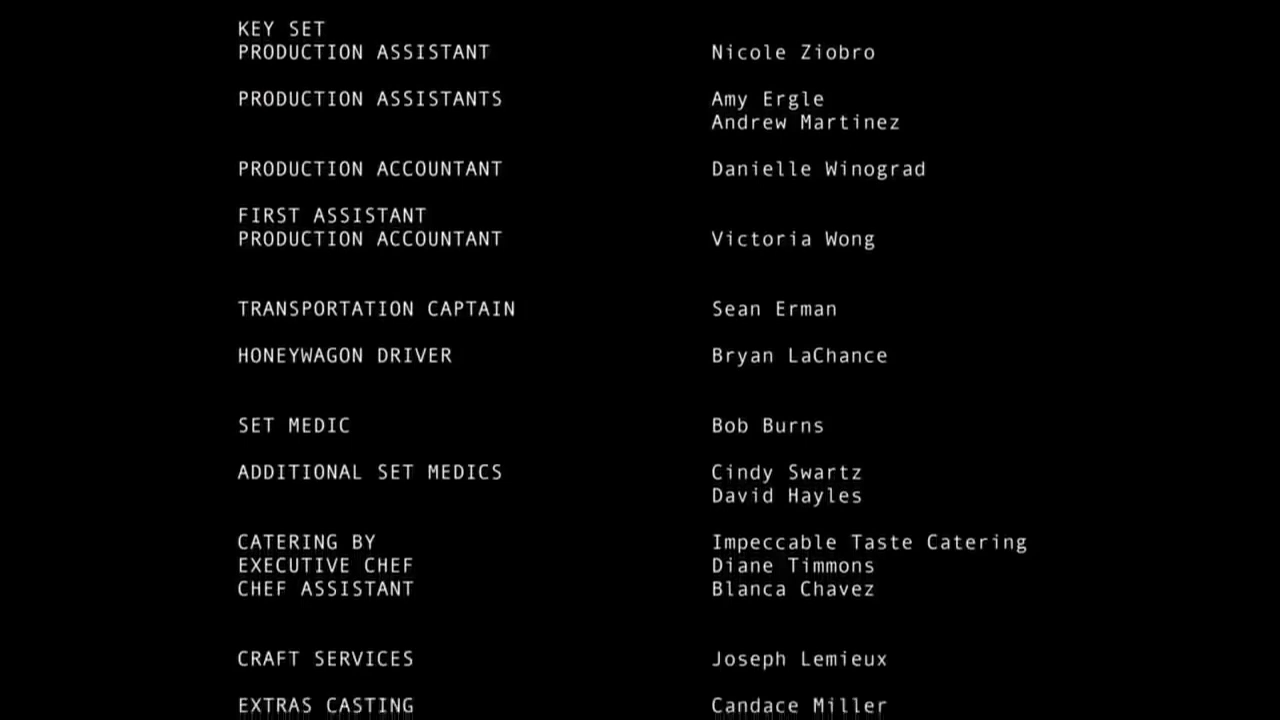 KEY SET
PRODUCTION ASSISTANT Nicole Ziobro
PRODUCTION ASSISTANTS Amy Ergle
Andrew Martinez
PRODUCTION ACCOUNTANT Danielle Winograd
FIRST ASSISTANT
PRODUCTION ACCOUNTANT Victoria Wong
TRANSPORTATION CAPTAIN Sean Erman
HONEYWAGON DRIVER Bryan LaChance
SET MEDIC Bob Burns
ADDITIONAL SET MEDICS Cindy Swartz
David Hayles
CATERING BY Impeccable Taste Catering
EXECUTIVE CHEF Diane Timmons
CHEF ASSISTANT Blanca Chavez
CRAFT SERVICES Joseph Lemieux
EXTRAS CASTING Candace Miller